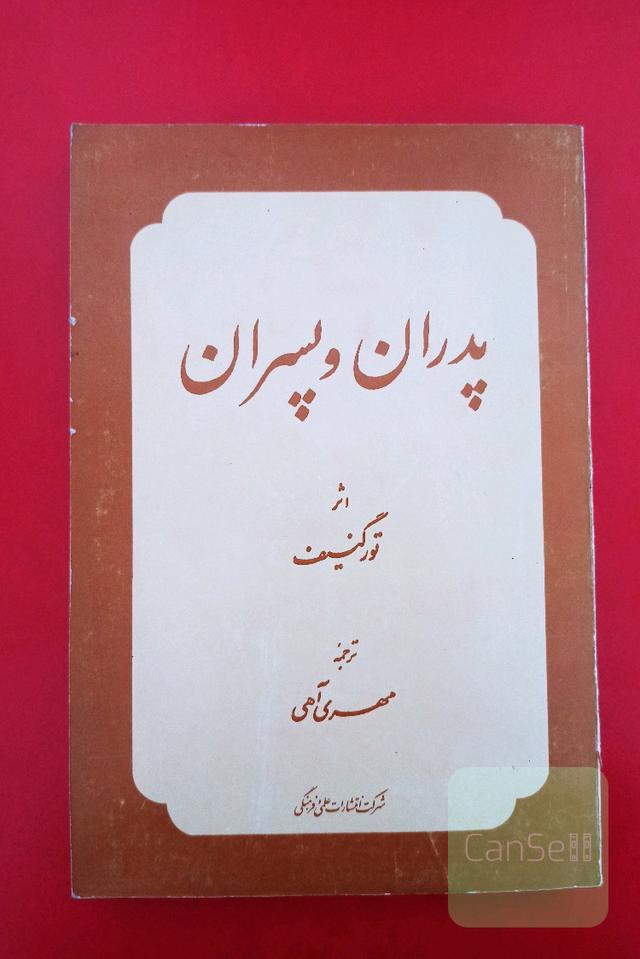 پدران و پسران
اثر
تورگنیف
ترجمهٔ
مهری آهی
شرکت انتشارات علمی و فرهنگی
CanSell